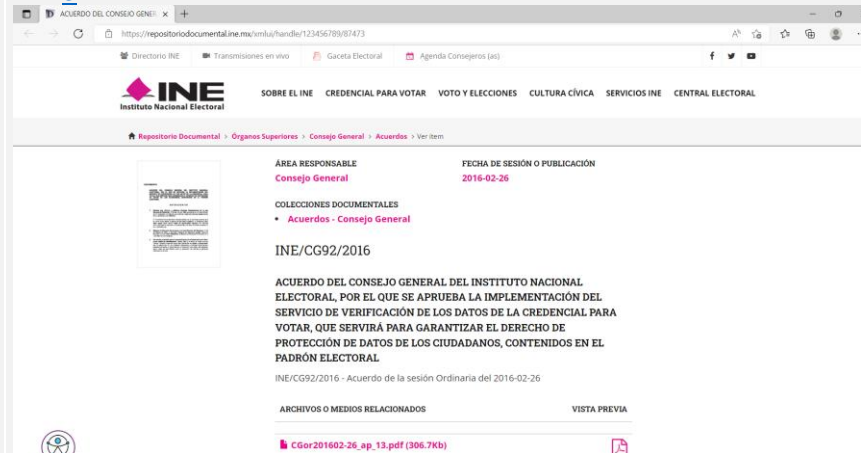 ACUERDO DEL CONSEJO GENER
https://repositoriodocumental.ine.mx/xmlui/handle/123456789/87473
Directorio INE Transmisiones en vivo Gaceta Electoral Agenda Consejeros (as)
INE
Instituto Nacional Electoral
SOBRE EL INE CREDENCIAL PARA VOTAR VOTO Y ELECCIONES CULTURA CÍVICA SERVICIOS INE CENTRAL ELECTORAL
Repositorio Documental > Órganos Superiores > Consejo General > Acuerdos > Ver ítem
ÁREA RESPONSABLE FECHA DE SESIÓN O PUBLICACIÓN
Consejo General 2016-02-26
COLECCIONES DOCUMENTALES
• Acuerdos - Consejo General
INE/CG92/2016
ACUERDO DEL CONSEJO GENERAL DEL INSTITUTO NACIONAL
ELECTORAL, POR EL QUE SE APRUEBA LA IMPLEMENTACIÓN DEL
SERVICIO DE VERIFICACIÓN DE LOS DATOS DE LA CREDENCIAL PARA
VOTAR, QUE SERVIRÁ PARA GARANTIZAR EL DERECHO DE
PROTECCIÓN DE DATOS DE LOS CIUDADANOS, CONTENIDOS EN EL
PADRÓN ELECTORAL
INE/CG92/2016 - Acuerdo de la sesión Ordinaria del 2016-02-26
ARCHIVOS O MEDIOS RELACIONADOS VISTA PREVIA
CGor201602-26_ap_13.pdf (306.7Kb)